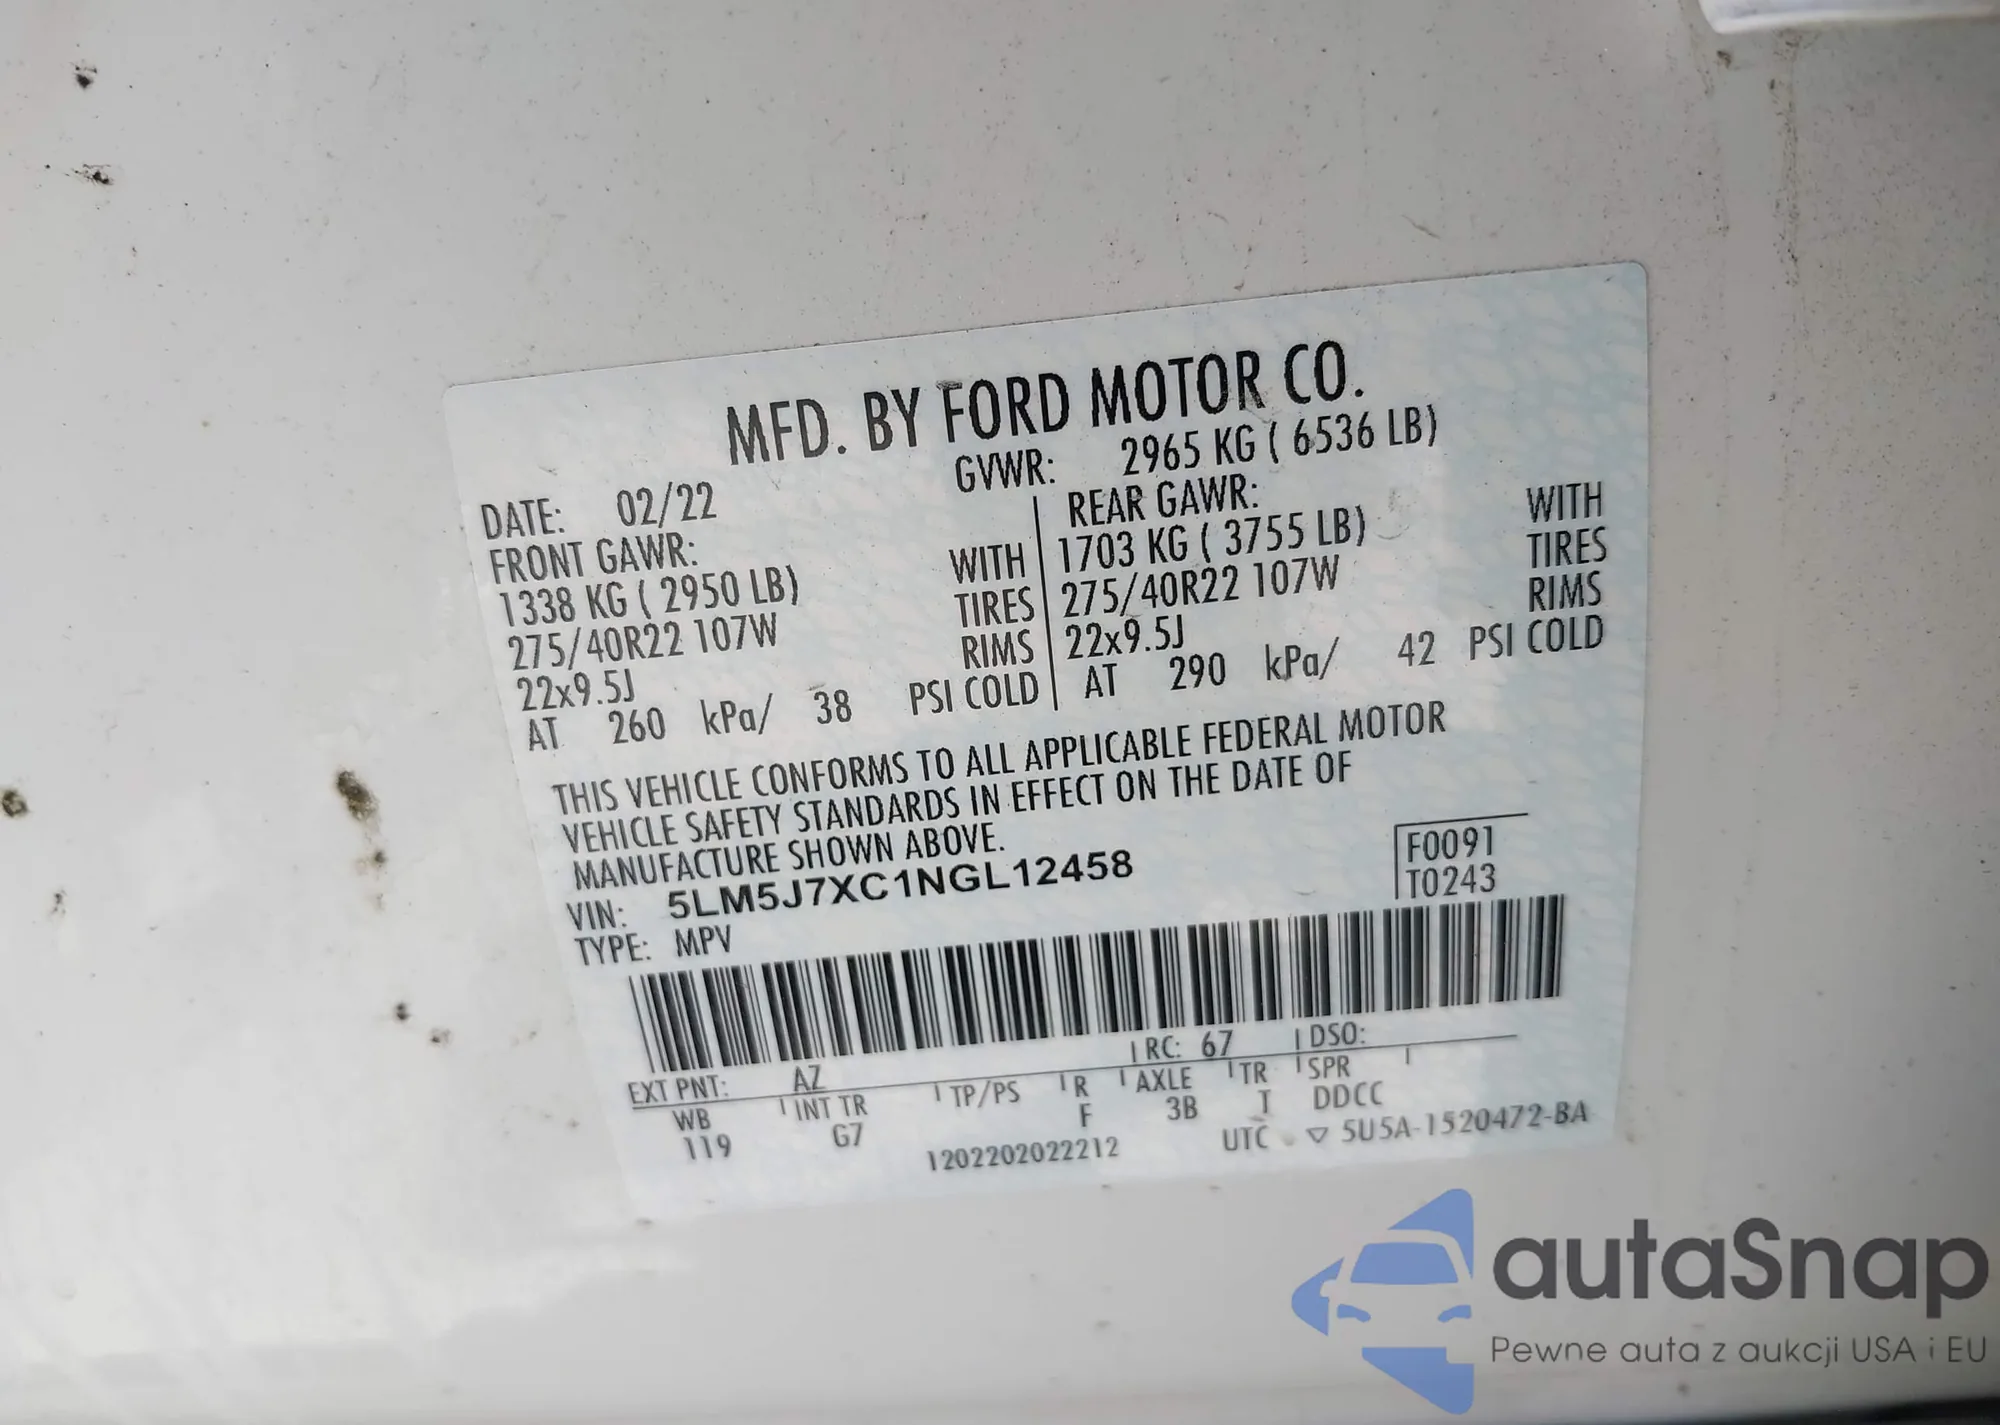 MFD. BY FORD MOTOR CO.
DATE: 02/22 GVWR: 2965 KG ( 6536 LB)
FRONT GAWR: WITH REAR GAWR: WITH
1338 KG ( 2950 LB) TIRES 1703 KG ( 3755 LB) TIRES
275/40R22 107W RIMS 275/40R22 107W RIMS
22x9.5J 22x9.5J
AT 260 kPa/ 38 PSI COLD AT 290 kPa/ 42 PSI COLD
THIS VEHICLE CONFORMS TO ALL APPLICABLE FEDERAL MOTOR
VEHICLE SAFETY STANDARDS IN EFFECT ON THE DATE OF
MANUFACTURE SHOWN ABOVE.
F0091
VIN: 5LM5J7XC1NGL12458
T0243
TYPE: MPV
EXT PNT: AZ RC: 67 DSO:
WB INT TR TP/PS R AXLE TR SPR
119 G7 F 3B T DDCC
1202202022212 UTC ▽ 5U5A-1520472-BA
autaSnap
Pewne auta z aukcji USA i EU